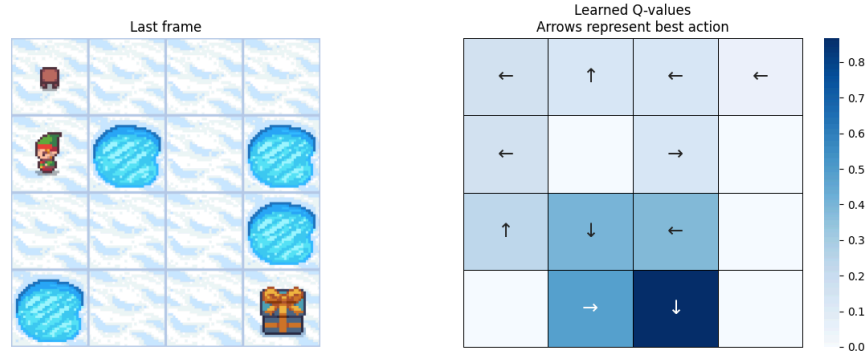 Last frame
Learned Q-values
Arrows represent best action
← ↑ ← ←
← →
↑ ↓ ←
→ ↓
0.8
0.7
0.6
0.5
0.4
0.3
0.2
0.1
0.0